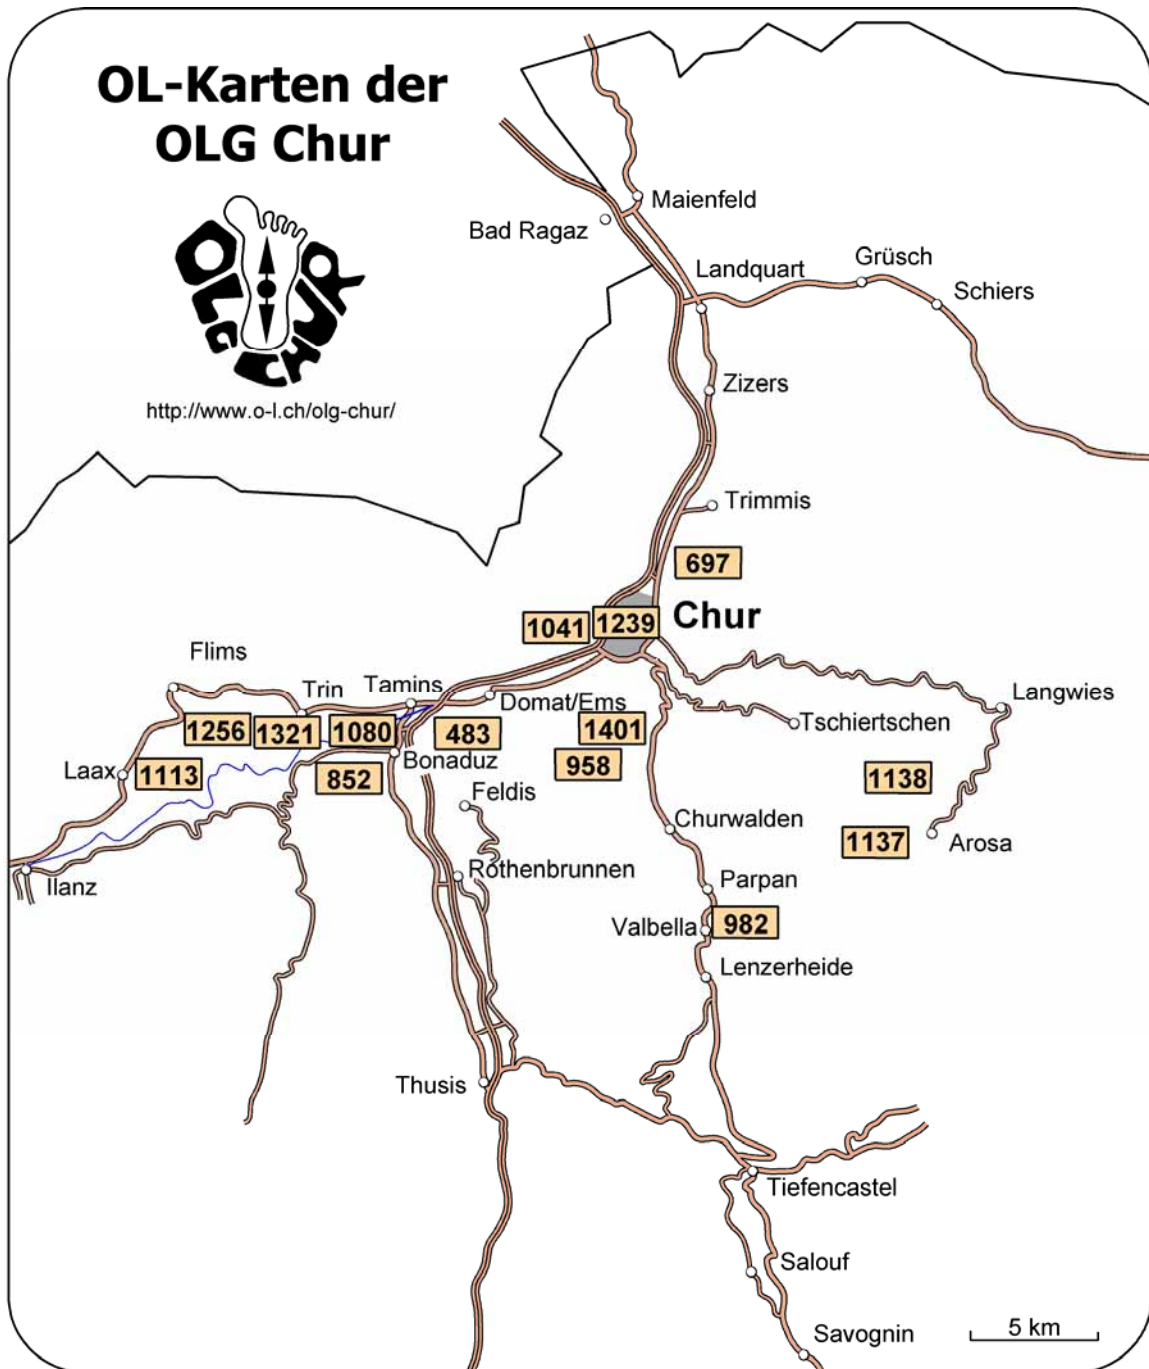 OL-Karten der
OLG Chur
OLG CHUR
http://www.o-l.ch/olg-chur/
Maienfeld
Bad Ragaz
Landquart
Grüsch
Schiers
Zizers
Trimmis
697
Chur
1041
1239
Flims
Trin
Tamins
Domat/Ems
Langwies
Tschiertschen
1256
1321
1080
483
1401
Bonaduz
Laax
1113
852
958
1138
Feldis
Churwalden
1137
Arosa
Ilanz
Rothenbrunnen
Parpan
Valbella
982
Lenzerheide
Thusis
Tiefencastel
Salouf
Savognin
5 km